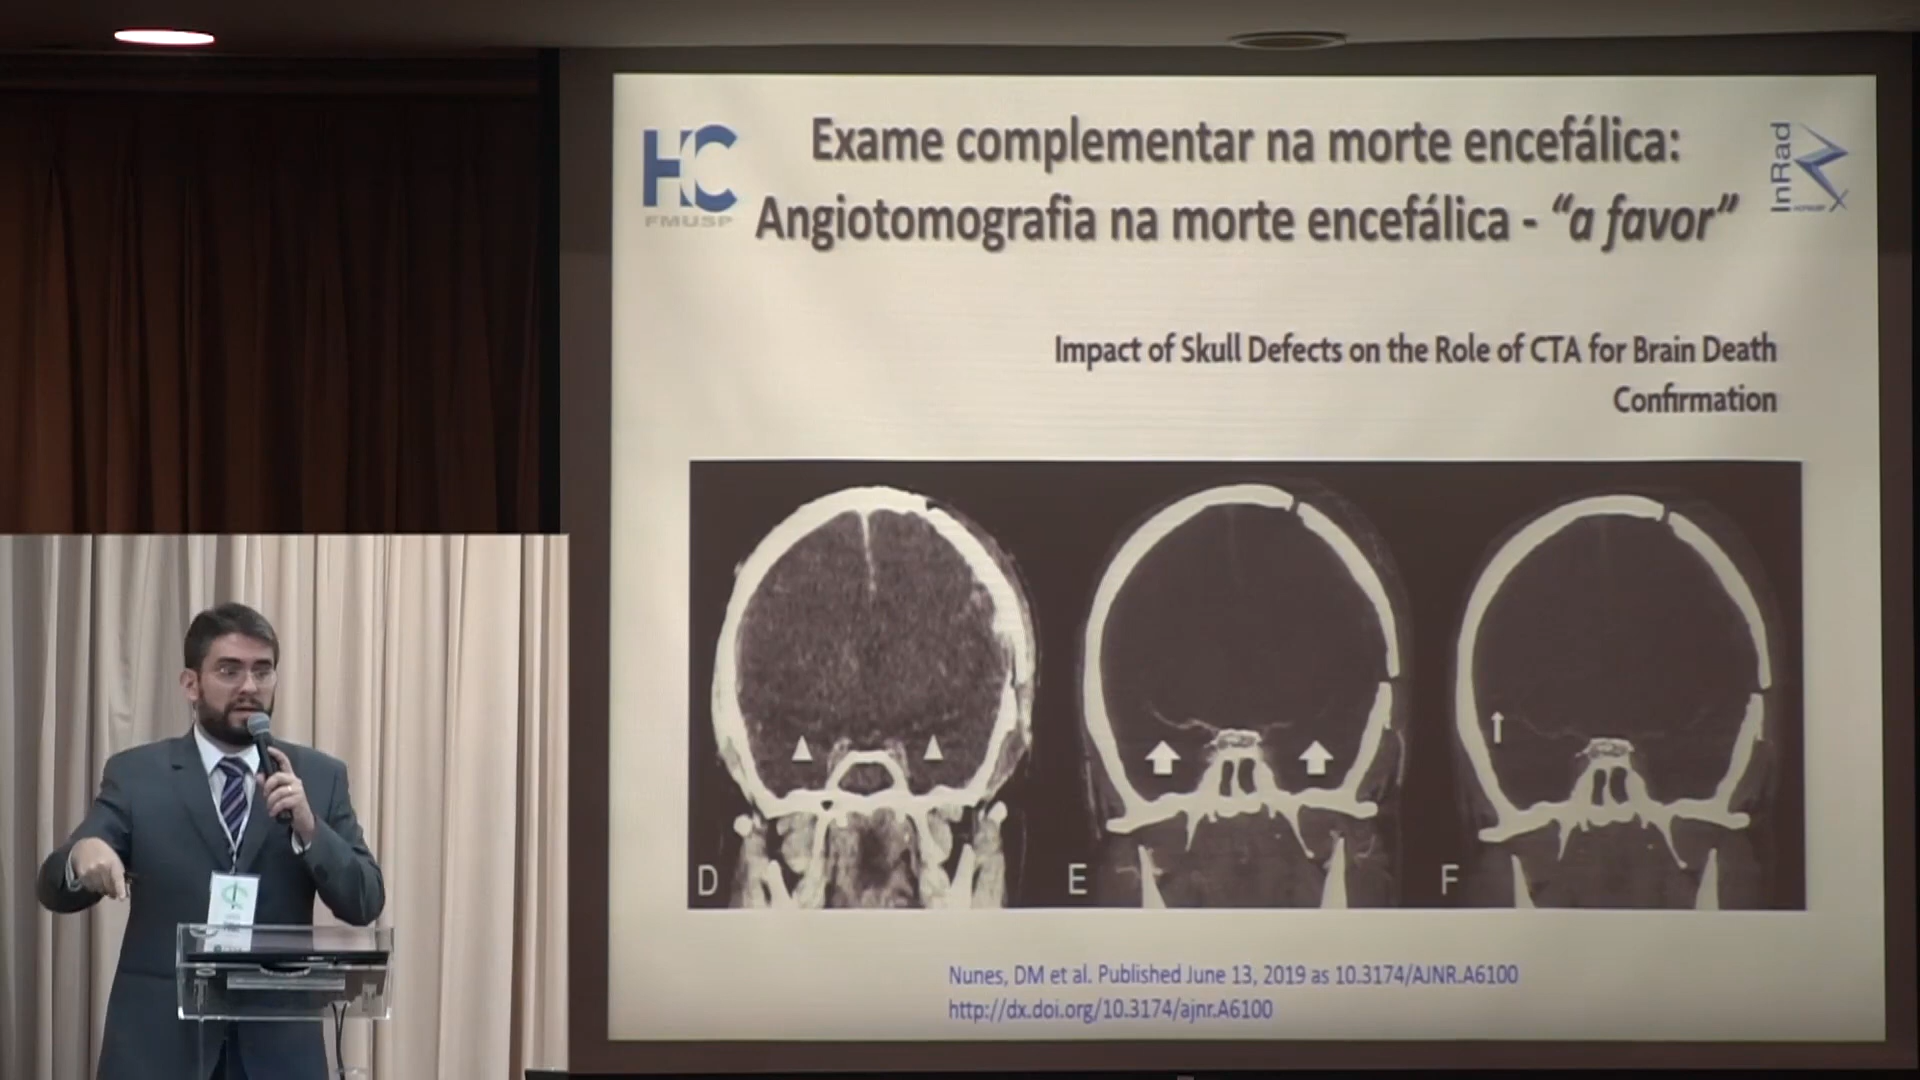 HC
FMUSP
Exame complementar na morte encefálica:
Angiotomografia na morte encefálica - “a favor”
InRad
Impact of Skull Defects on the Role of CTA for Brain Death
Confirmation
D
E
F
Nunes, DM et al. Published June 13, 2019 as 10.3174/AJNR.A6100
http://dx.doi.org/10.3174/ajnr.A6100